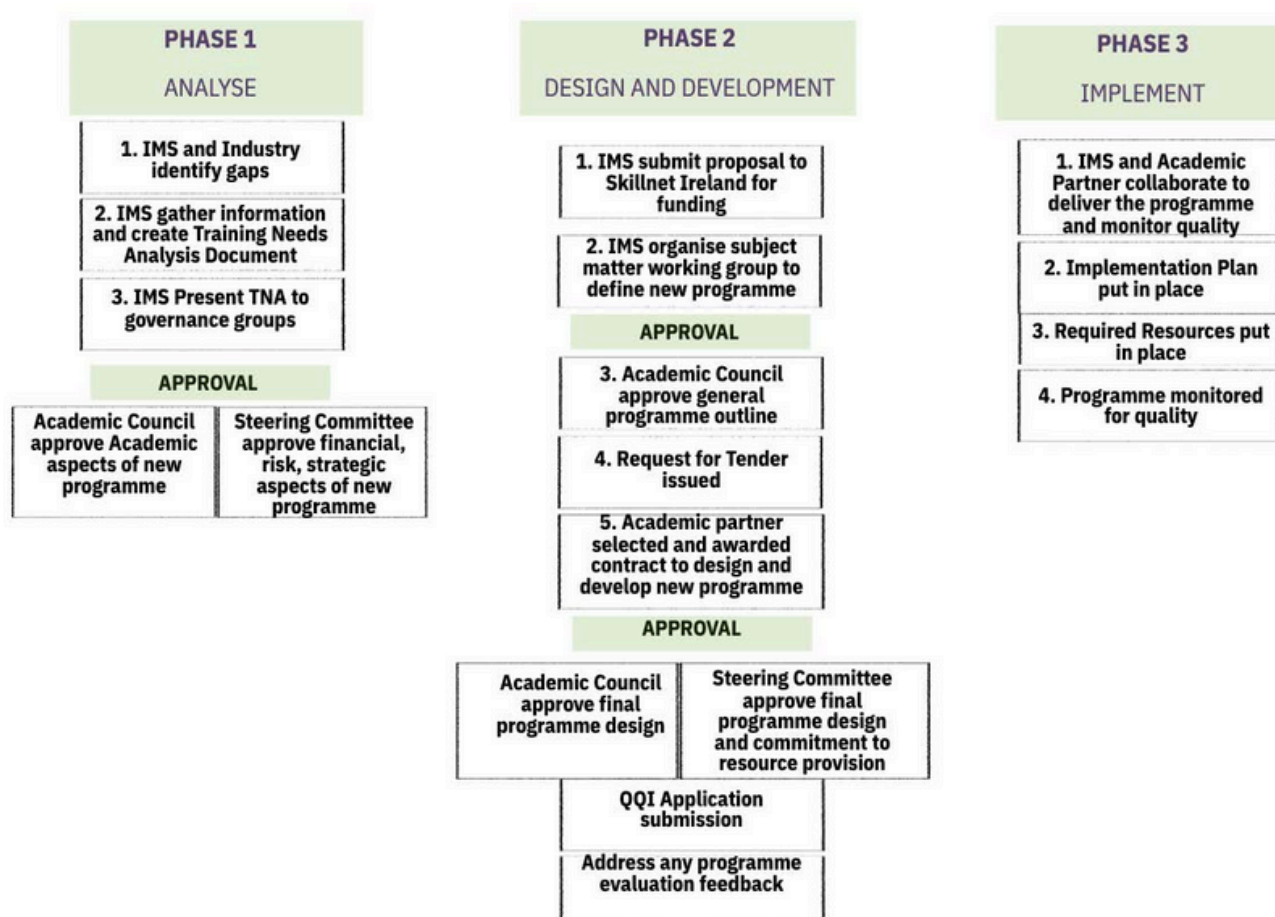 PHASE 1
ANALYSE
1. IMS and Industry
identify gaps
2. IMS gather information
and create Training Needs
Analysis Document
3. IMS Present TNA to
governance groups
APPROVAL
Academic Council
approve Academic
aspects of new
programme
Steering Committee
approve financial,
risk, strategic
aspects of new
programme
PHASE 2
DESIGN AND DEVELOPMENT
1. IMS submit proposal to
Skillnet Ireland for
funding
2. IMS organise subject
matter working group to
define new programme
APPROVAL
3. Academic Council
approve general
programme outline
4. Request for Tender
issued
5. Academic partner
selected and awarded
contract to design and
develop new programme
APPROVAL
Academic Council
approve final
programme design
Steering Committee
approve final
programme design
and commitment to
resource provision
QQI Application
submission
Address any programme
evaluation feedback
PHASE 3
IMPLEMENT
1. IMS and Academic
Partner collaborate to
deliver the programme
and monitor quality
2. Implementation Plan
put in place
3. Required Resources put
in place
4. Programme monitored
for quality